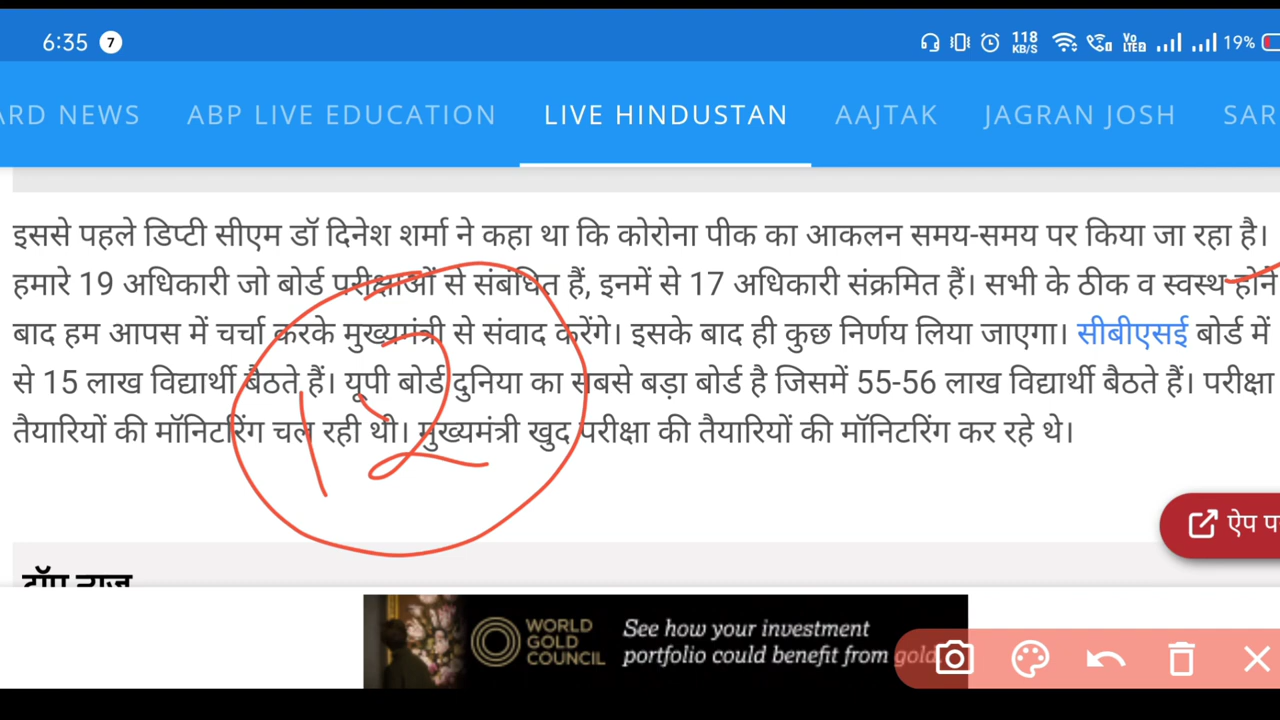 6:35 7 118 KB/S Vo LTE2 19%
ARD NEWS ABP LIVE EDUCATION LIVE HINDUSTAN AAJTAK JAGRAN JOSH SAR
इससे पहले डिप्टी सीएम डॉ दिनेश शर्मा ने कहा था कि कोरोना पीक का आकलन समय-समय पर किया जा रहा है।
हमारे 19 अधिकारी जो बोर्ड परीक्षाओं से संबंधित हैं, इनमें से 17 अधिकारी संक्रमित हैं। सभी के ठीक व स्वस्थ होने
बाद हम आपस में चर्चा करके मुख्यमंत्री से संवाद करेंगे। इसके बाद ही कुछ निर्णय लिया जाएगा। सीबीएसई बोर्ड में
से 15 लाख विद्यार्थी बैठते हैं। यूपी बोर्ड दुनिया का सबसे बड़ा बोर्ड है जिसमें 55-56 लाख विद्यार्थी बैठते हैं। परीक्षा
तैयारियों की मॉनिटरिंग चल रही थी। मुख्यमंत्री खुद परीक्षा की तैयारियों की मॉनिटरिंग कर रहे थे।
12
ऐप
टॉप न्यूज
WORLD GOLD COUNCIL
See how your investment
portfolio could benefit from gold